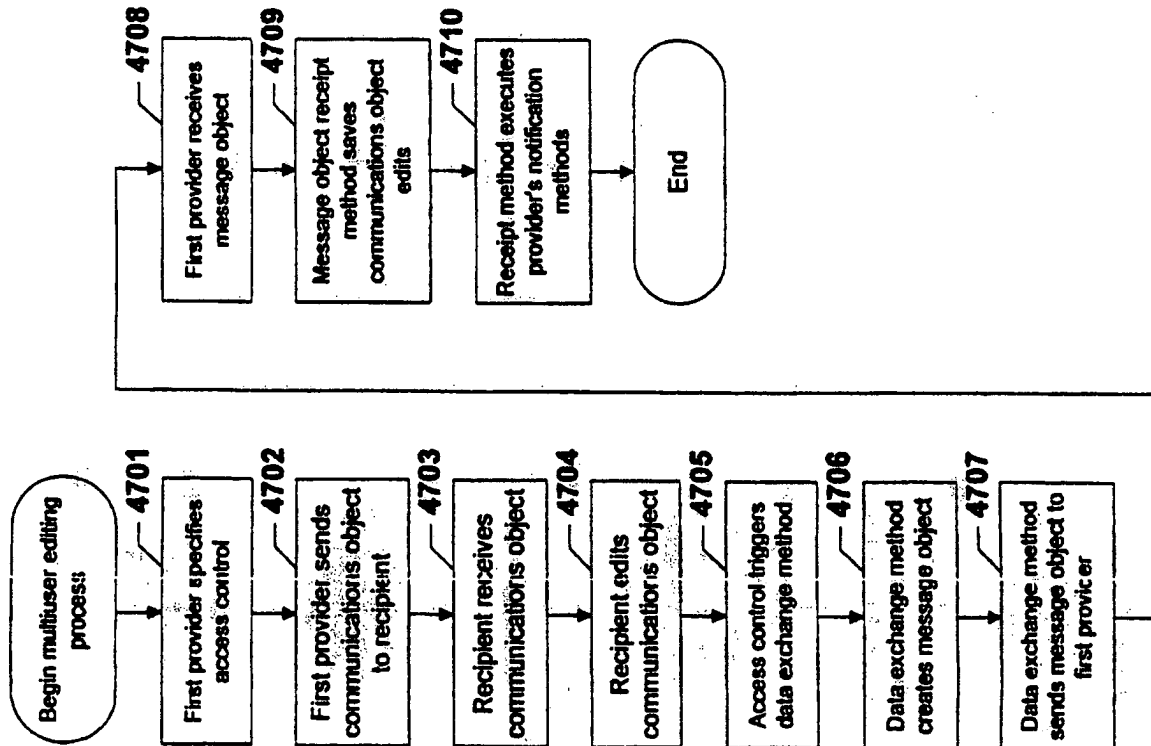 Begin multiuser editing
process
4701
First provider specifies
access control
4702
First provider sends
communications object
to recipient
4703
Recipient receives
communications object
4704
Recipient edits
communications object
4705
Access control triggers
data exchange method
4706
Data exchange method
creates message object
4707
Data exchange method
sends message object to
first provider
4708
First provider receives
message object
4709
Message object receipt
method saves
communications object
edits
4710
Receipt method executes
provider's notification
methods
End